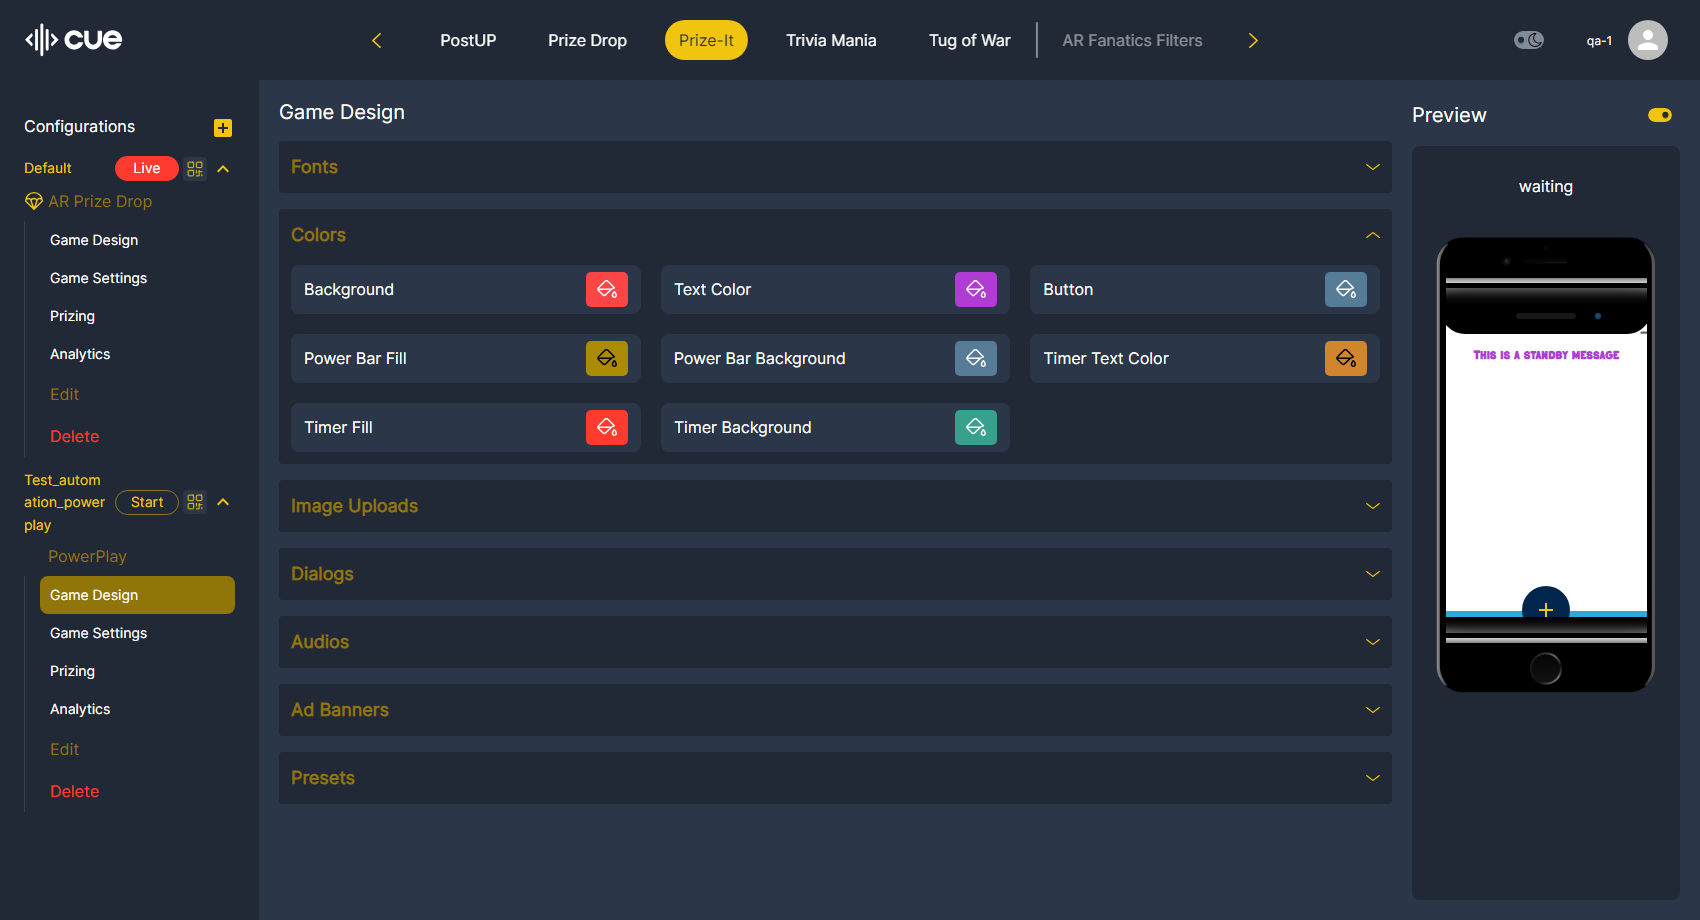 cue
PostUP
Prize Drop
Prize-It
Trivia Mania
Tug of War
AR Fanatics Filters
qa-1
Configurations
Default
Live
AR Prize Drop
Game Design
Game Settings
Prizing
Analytics
Edit
Delete
Test_autom
ation_power
play
Start
PowerPlay
Game Design
Game Settings
Prizing
Analytics
Edit
Delete
Game Design
Fonts
Colors
Background
Text Color
Button
Power Bar Fill
Power Bar Background
Timer Text Color
Timer Fill
Timer Background
Image Uploads
Dialogs
Audios
Ad Banners
Presets
Preview
waiting
This is a standby message